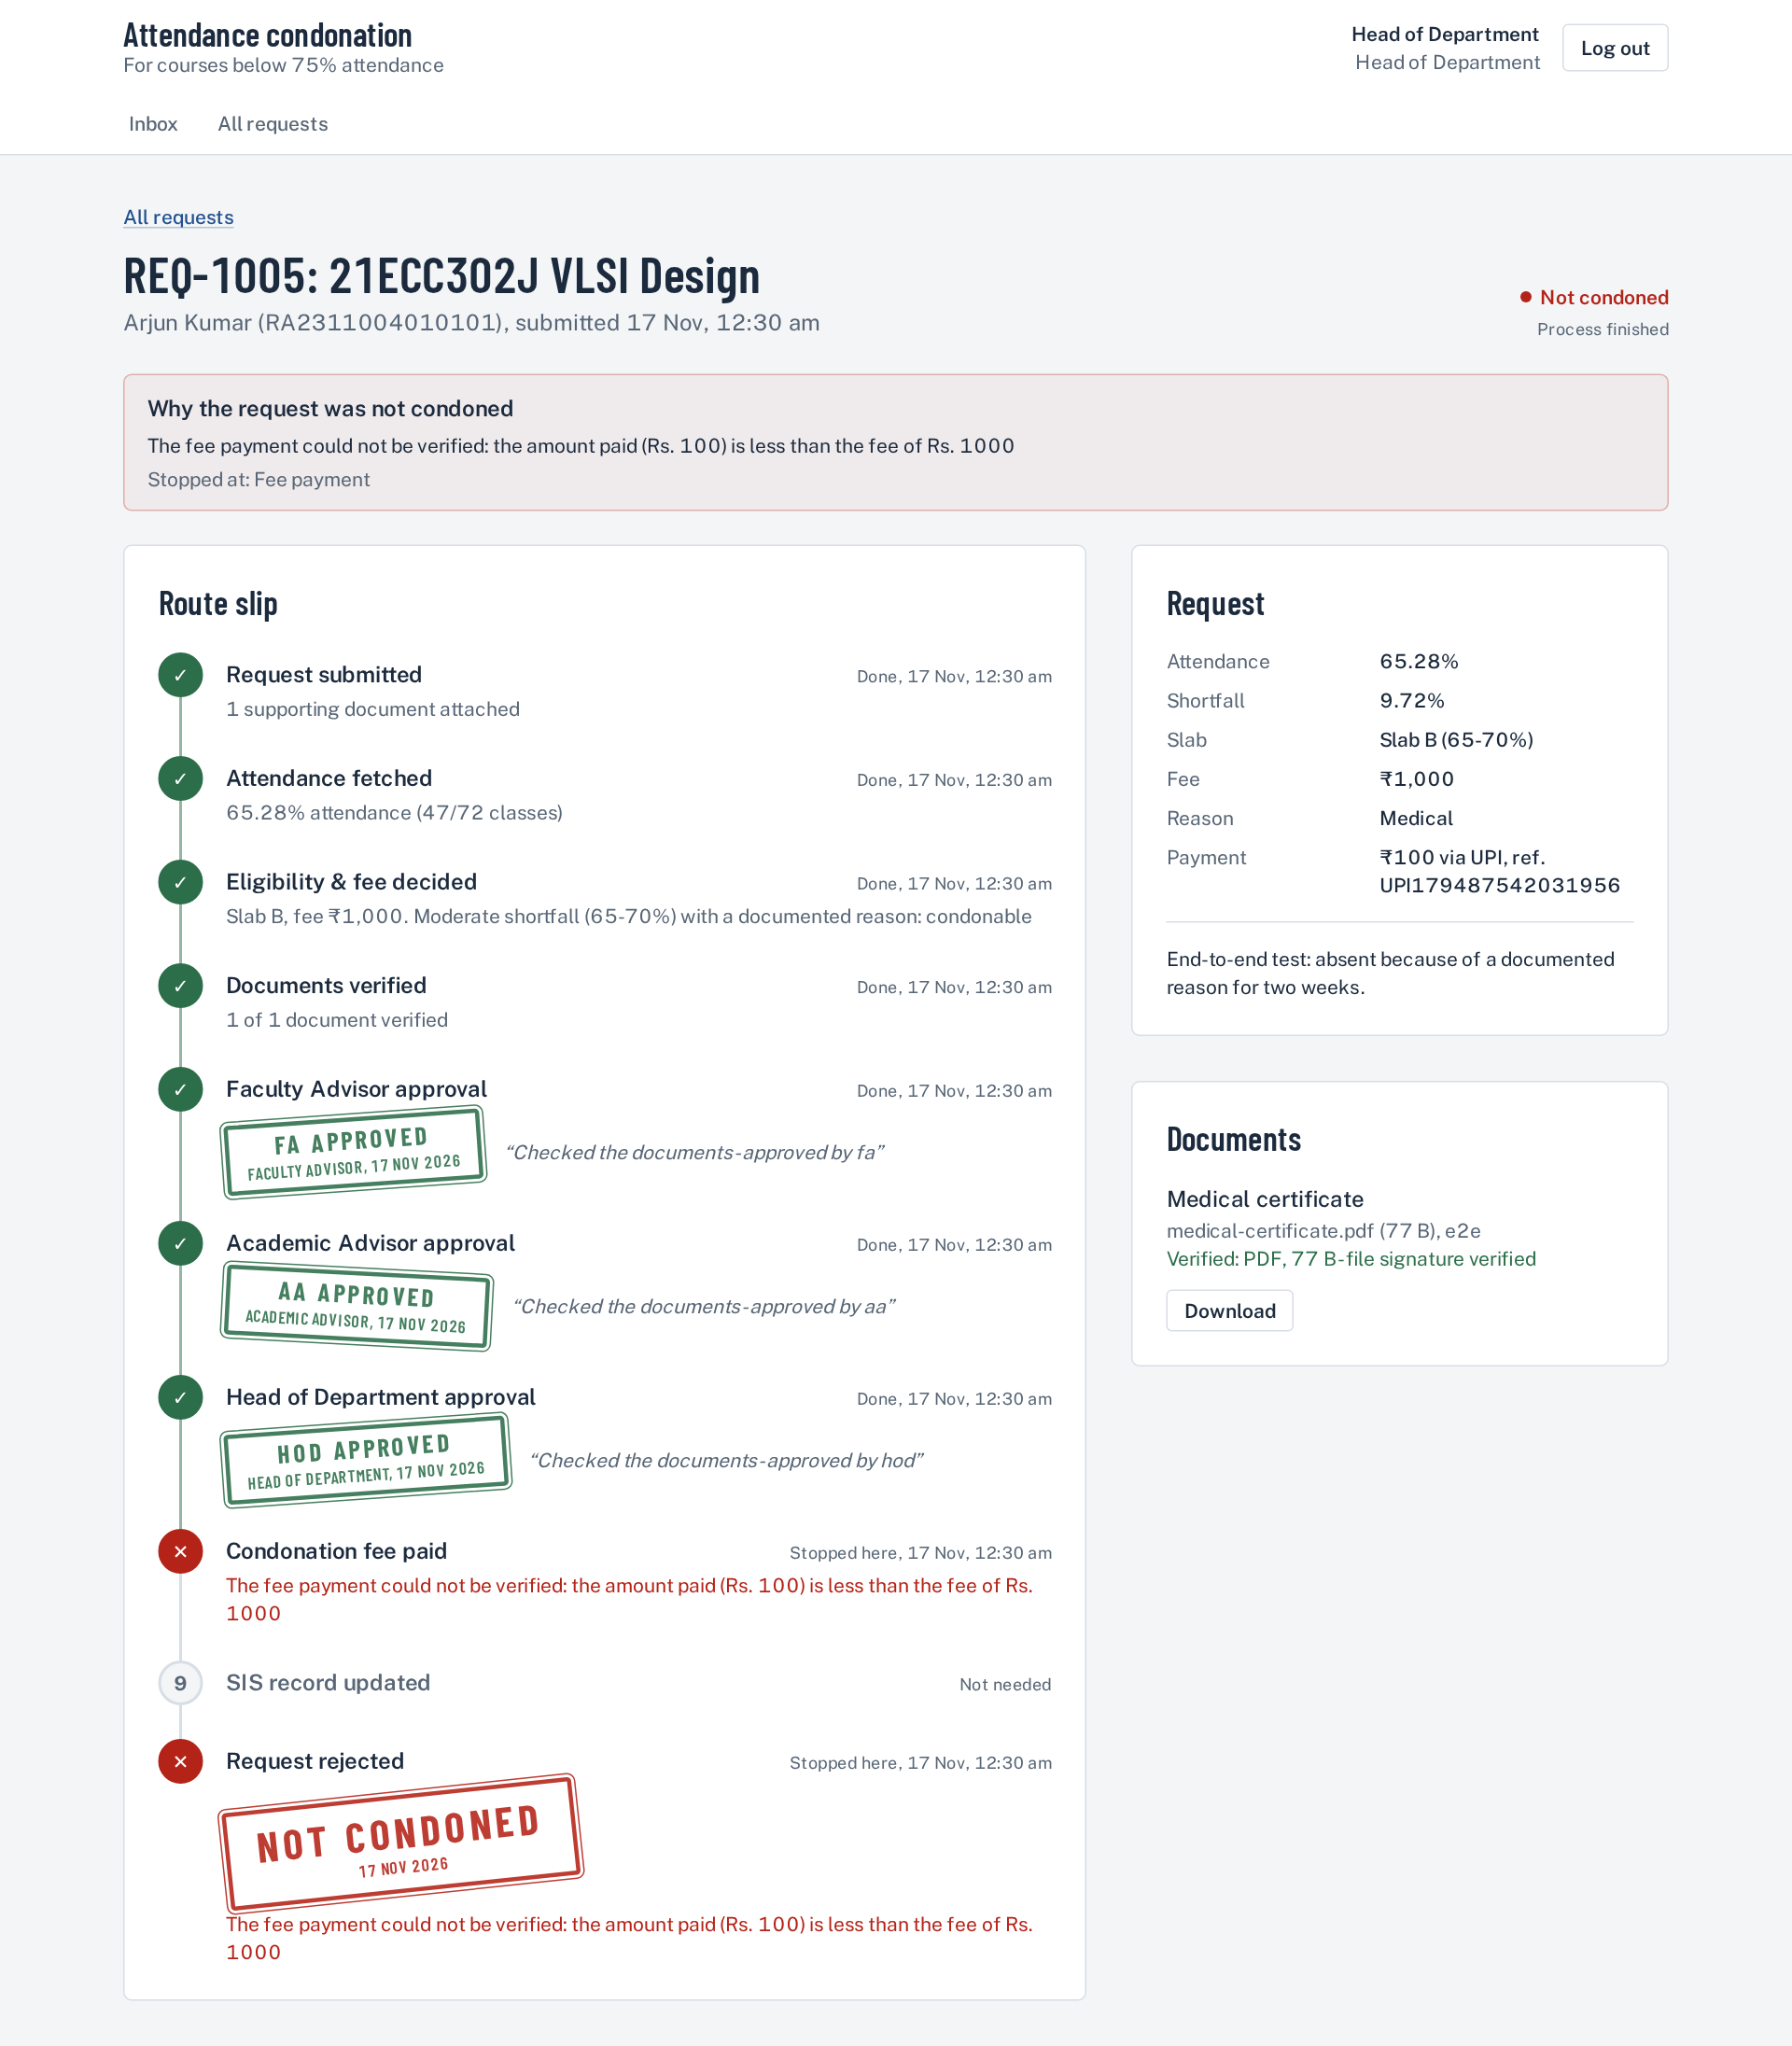 Attendance condonation
For courses below 75% attendance
Head of Department
Head of Department
Log out
Inbox
All requests
All requests
REQ-1005: 21ECC302J VLSI Design
Arjun Kumar (RA2311004010101), submitted 17 Nov, 12:30 am
Not condoned
Process finished
Why the request was not condoned
The fee payment could not be verified: the amount paid (Rs. 100) is less than the fee of Rs. 1000
Stopped at: Fee payment
Route slip
✓ Request submitted
Done, 17 Nov, 12:30 am
1 supporting document attached
✓ Attendance fetched
Done, 17 Nov, 12:30 am
65.28% attendance (47/72 classes)
✓ Eligibility & fee decided
Done, 17 Nov, 12:30 am
Slab B, fee ₹1,000. Moderate shortfall (65-70%) with a documented reason: condonable
✓ Documents verified
Done, 17 Nov, 12:30 am
1 of 1 document verified
✓ Faculty Advisor approval
Done, 17 Nov, 12:30 am
FA APPROVED
FACULTY ADVISOR, 17 NOV 2026
“Checked the documents - approved by fa”
✓ Academic Advisor approval
Done, 17 Nov, 12:30 am
AA APPROVED
ACADEMIC ADVISOR, 17 NOV 2026
“Checked the documents - approved by aa”
✓ Head of Department approval
Done, 17 Nov, 12:30 am
HOD APPROVED
HEAD OF DEPARTMENT, 17 NOV 2026
“Checked the documents - approved by hod”
✕ Condonation fee paid
Stopped here, 17 Nov, 12:30 am
The fee payment could not be verified: the amount paid (Rs. 100) is less than the fee of Rs.
1000
9 SIS record updated
Not needed
✕ Request rejected
Stopped here, 17 Nov, 12:30 am
NOT CONDONED
17 NOV 2026
The fee payment could not be verified: the amount paid (Rs. 100) is less than the fee of Rs.
1000
Request
Attendance 65.28%
Shortfall 9.72%
Slab Slab B (65-70%)
Fee ₹1,000
Reason Medical
Payment ₹100 via UPI, ref.
UPI179487542031956
End-to-end test: absent because of a documented
reason for two weeks.
Documents
Medical certificate
medical-certificate.pdf (77 B), e2e
Verified: PDF, 77 B - file signature verified
Download